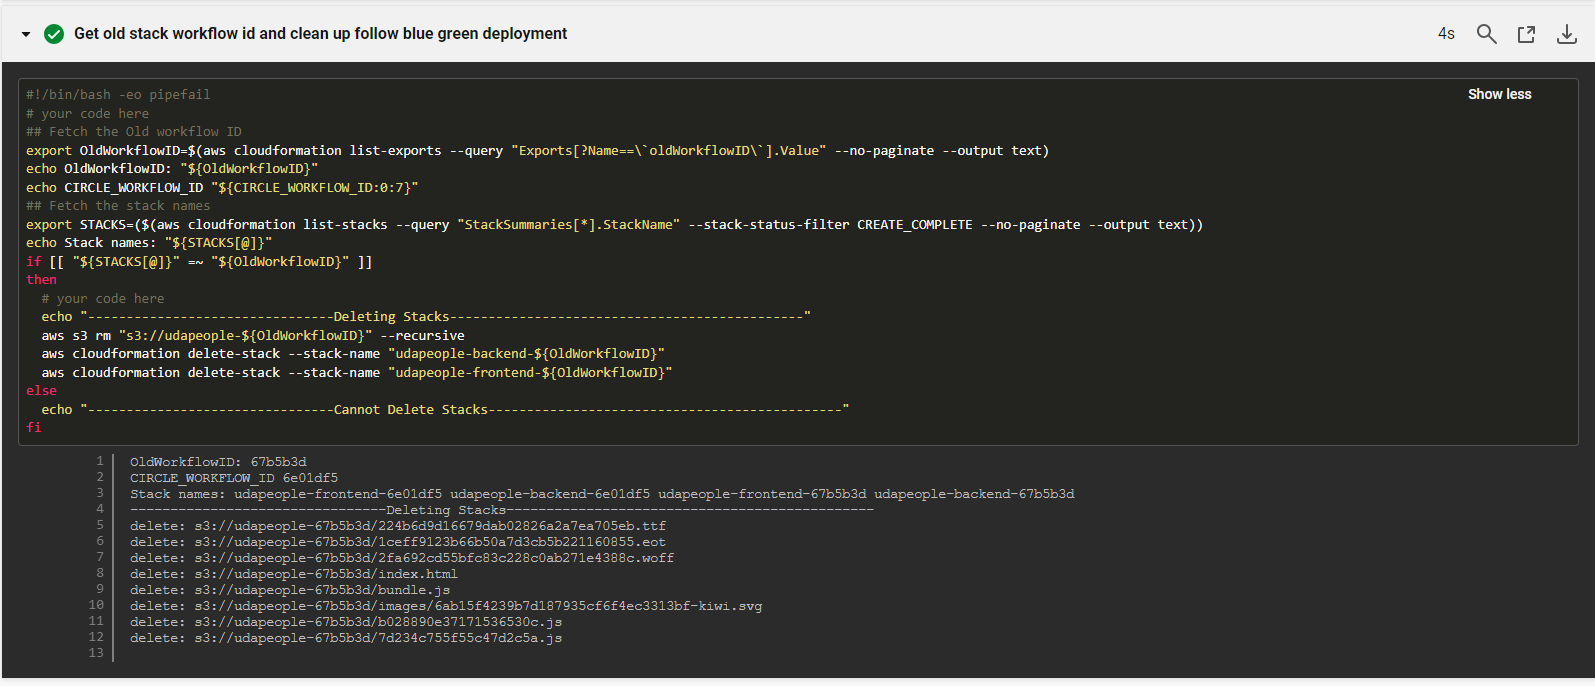 Get old stack workflow id and clean up follow blue green deployment
4s
Show less
#!/bin/bash -eo pipefail
# your code here
## Fetch the Old workflow ID
export OldWorkflowID=$(aws cloudformation list-exports --query "Exports[?Name==\`oldWorkflowID\`].Value" --no-paginate --output text)
echo OldWorkflowID: "${OldWorkflowID}"
echo CIRCLE_WORKFLOW_ID "${CIRCLE_WORKFLOW_ID:0:7}"
## Fetch the stack names
export STACKS=($(aws cloudformation list-stacks --query "StackSummaries[*].StackName" --stack-status-filter CREATE_COMPLETE --no-paginate --output text))
echo Stack names: "${STACKS[@]}"
if [[ "${STACKS[@]}" =~ "${OldWorkflowID}" ]]
then
  # your code here
  echo "--------------------------------Deleting Stacks----------------------------------------------"
  aws s3 rm "s3://udapeople-${OldWorkflowID}" --recursive
  aws cloudformation delete-stack --stack-name "udapeople-backend-${OldWorkflowID}"
  aws cloudformation delete-stack --stack-name "udapeople-frontend-${OldWorkflowID}"
else
  echo "--------------------------------Cannot Delete Stacks----------------------------------------------"
fi
1 OldWorkflowID: 67b5b3d
2 CIRCLE_WORKFLOW_ID 6e01df5
3 Stack names: udapeople-frontend-6e01df5 udapeople-backend-6e01df5 udapeople-frontend-67b5b3d udapeople-backend-67b5b3d
4 --------------------------------Deleting Stacks----------------------------------------------
5 delete: s3://udapeople-67b5b3d/224b6d9d16679dab02826a2a7ea705eb.ttf
6 delete: s3://udapeople-67b5b3d/1ceff9123b66b50a7d3cb5b221160855.eot
7 delete: s3://udapeople-67b5b3d/2fa692cd55bfc83c228c0ab271e4388c.woff
8 delete: s3://udapeople-67b5b3d/index.html
9 delete: s3://udapeople-67b5b3d/bundle.js
10 delete: s3://udapeople-67b5b3d/images/6ab15f4239b7d187935cf6f4ec3313bf-kiwi.svg
11 delete: s3://udapeople-67b5b3d/b028890e37171536530c.js
12 delete: s3://udapeople-67b5b3d/7d234c755f55c47d2c5a.js
13